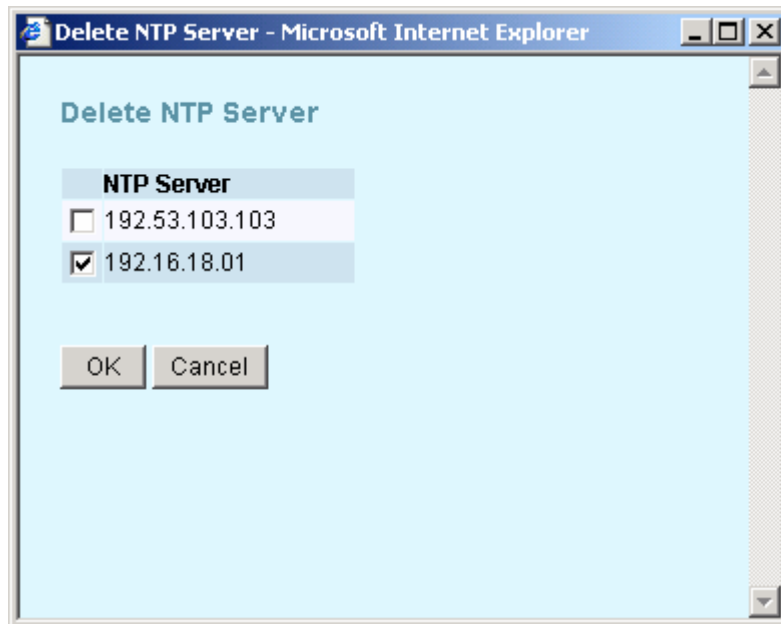 Delete NTP Server - Microsoft Internet Explorer
Delete NTP Server
NTP Server
192.53.103.103
192.16.18.01
OK Cancel